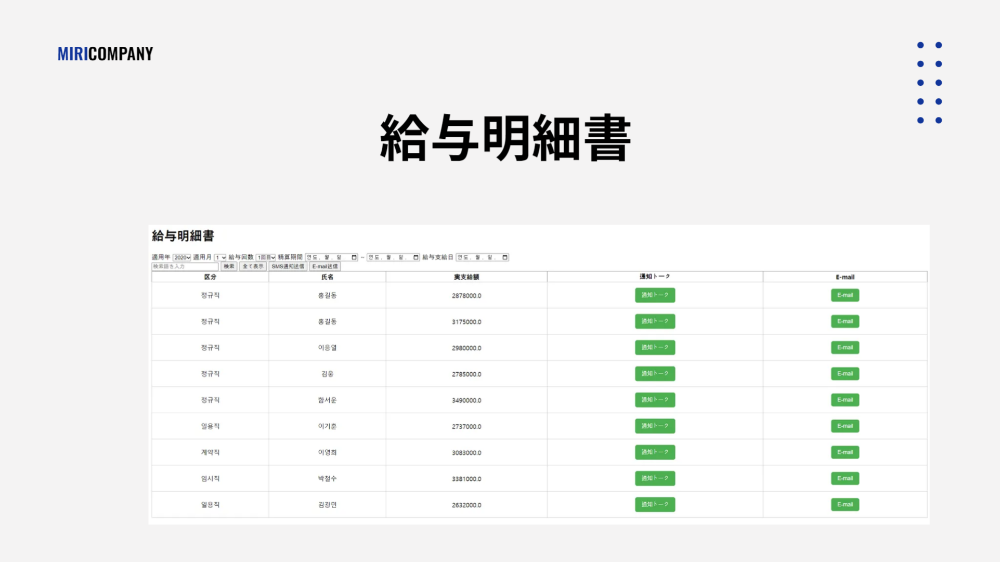 MIRICOMPANY
給与明細書
給与明細書
適用年 2020 適用月 1 給与回数 1回目 精算期間 연도. 월. 일. ~ 연도. 월. 일. 給与支給日 연도. 월. 일.
検索語を入力 検索 全て表示 SMS通知送信 E-mail送信
区分 氏名 実支給額 通知トーク E-mail
정규직 홍길동 2878000.0 通知トーク E-mail
정규직 홍길동 3175000.0 通知トーク E-mail
정규직 이응열 2980000.0 通知トーク E-mail
정규직 김웅 2785000.0 通知トーク E-mail
정규직 함서운 3490000.0 通知トーク E-mail
일용직 이기훈 2737000.0 通知トーク E-mail
계약직 이영희 3083000.0 通知トーク E-mail
임시직 박철수 3381000.0 通知トーク E-mail
일용직 김광민 2632000.0 通知トーク E-mail